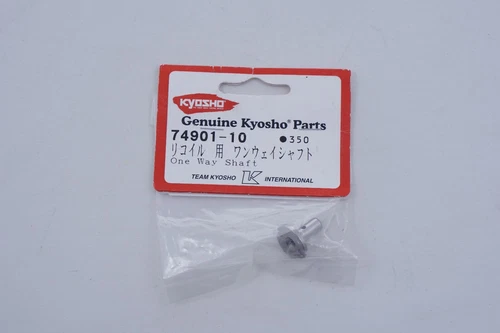 KYOSHO
Genuine Kyosho® Parts
74901-10 ●350
リコイル 用 ワンウェイシャフト
One Way Shaft
TEAM KYOSHO K INTERNATIONAL